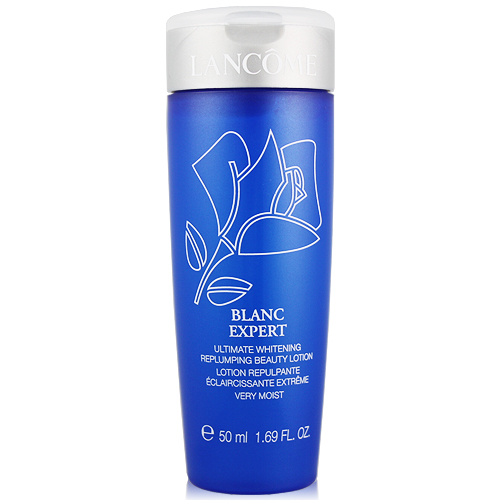 LANCÔME
BLANC
EXPERT
ULTIMATE WHITENING
REPLUMPING BEAUTY LOTION
LOTION REPULPANTE
ÉCLAIRCISSANTE EXTRÊME
VERY MOIST
℮ 50 ml 1.69 FL. OZ.